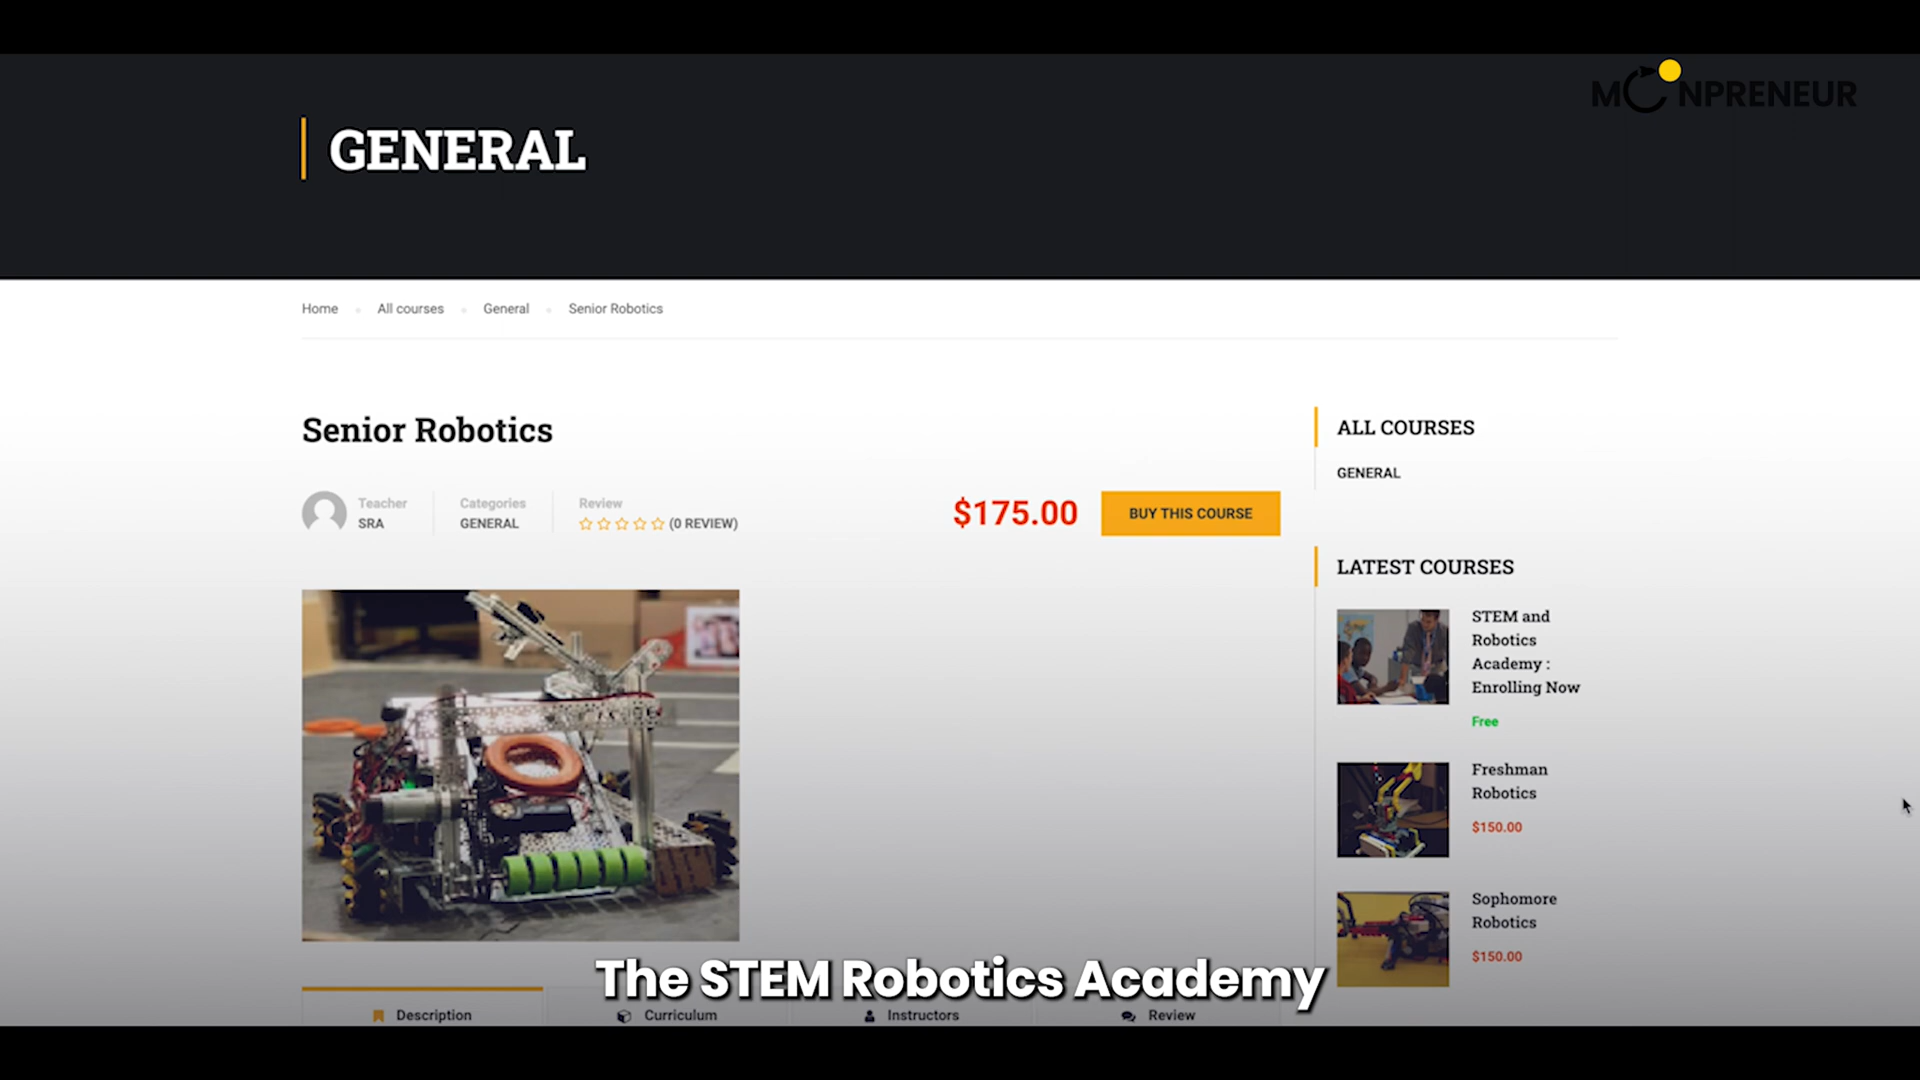 MOONPRENEUR
GENERAL
Home
All courses
General
Senior Robotics
Senior Robotics
Teacher
SRA
Categories
GENERAL
Review
(0 REVIEW)
$175.00
BUY THIS COURSE
ALL COURSES
GENERAL
LATEST COURSES
STEM and
Robotics
Academy :
Enrolling Now
Free
Freshman
Robotics
$150.00
Sophomore
Robotics
$150.00
The STEM Robotics Academy
Description
Curriculum
Instructors
Review